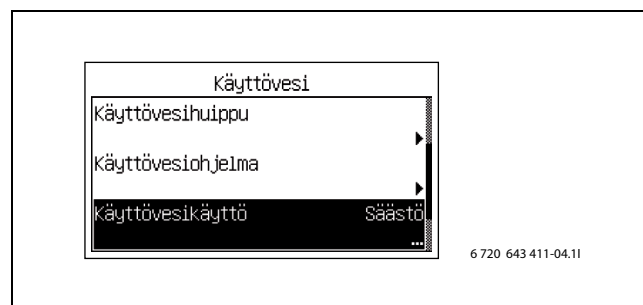 Käyttövesi
Käyttövesihuippu
Käyttövesiohjelma
Käyttövesikäyttö Säästö
...
6 720 643 411-04.1I